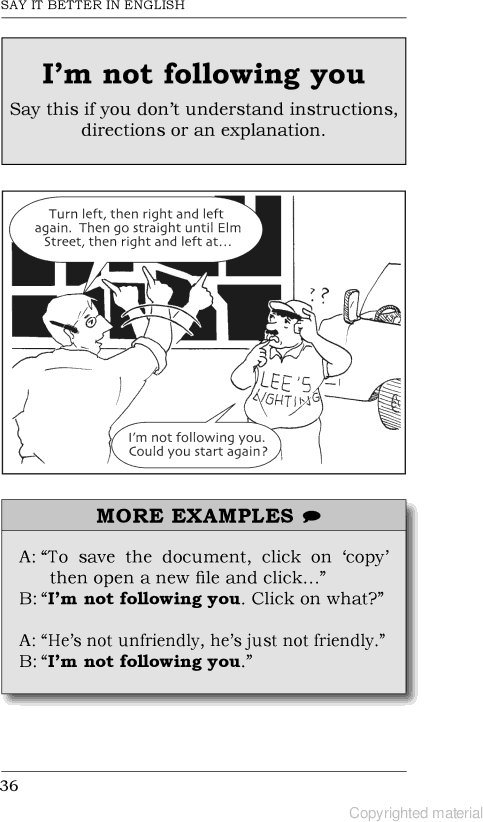 SAY IT BETTER IN ENGLISH
I’m not following you
Say this if you don’t understand instructions,
directions or an explanation.
Turn left, then right and left
again. Then go straight until Elm
Street, then right and left at…
? ?
LEE'S
LIGHTING
I’m not following you.
Could you start again?
MORE EXAMPLES
A: “To save the document, click on ‘copy’
then open a new file and click…”
B: “I’m not following you. Click on what?”
A: “He’s not unfriendly, he’s just not friendly.”
B: “I’m not following you.”
36
Copyrighted material